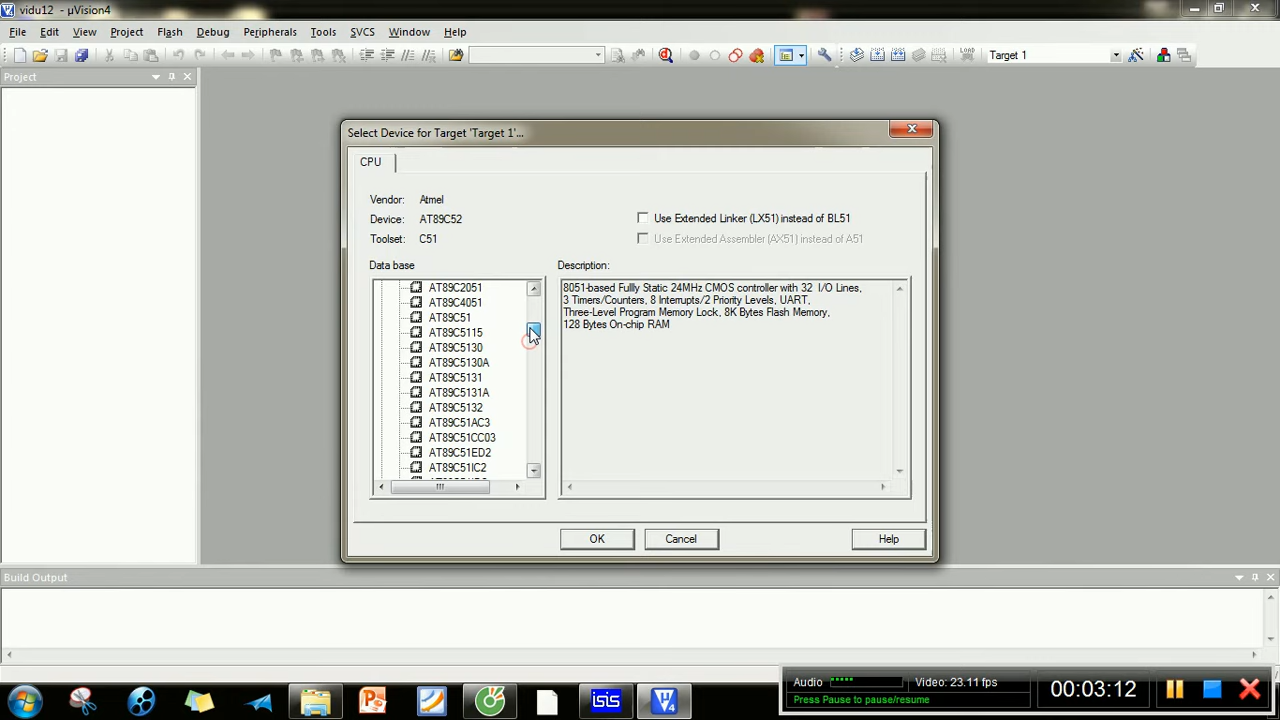 vidu12 - µVision4
File Edit View Project Flash Debug Peripherals Tools SVCS Window Help
LOAD Target 1
Project
Select Device for Target 'Target 1'...
CPU
Vendor: Atmel
Device: AT89C52
Toolset: C51
Use Extended Linker (LX51) instead of BL51
Use Extended Assembler (AX51) instead of A51
Data base
AT89C2051
AT89C4051
AT89C51
AT89C5115
AT89C5130
AT89C5130A
AT89C5131
AT89C5131A
AT89C5132
AT89C51AC3
AT89C51CC03
AT89C51ED2
AT89C51IC2
Description:
8051-based Fullly Static 24MHz CMOS controller with 32 I/O Lines,
3 Timers/Counters, 8 Interrupts/2 Priority Levels, UART,
Three-Level Program Memory Lock, 8K Bytes Flash Memory,
128 Bytes On-chip RAM
OK Cancel Help
Build Output
isis
Audio Video: 23.11 fps
Press Pause to pause/resume
00:03:12